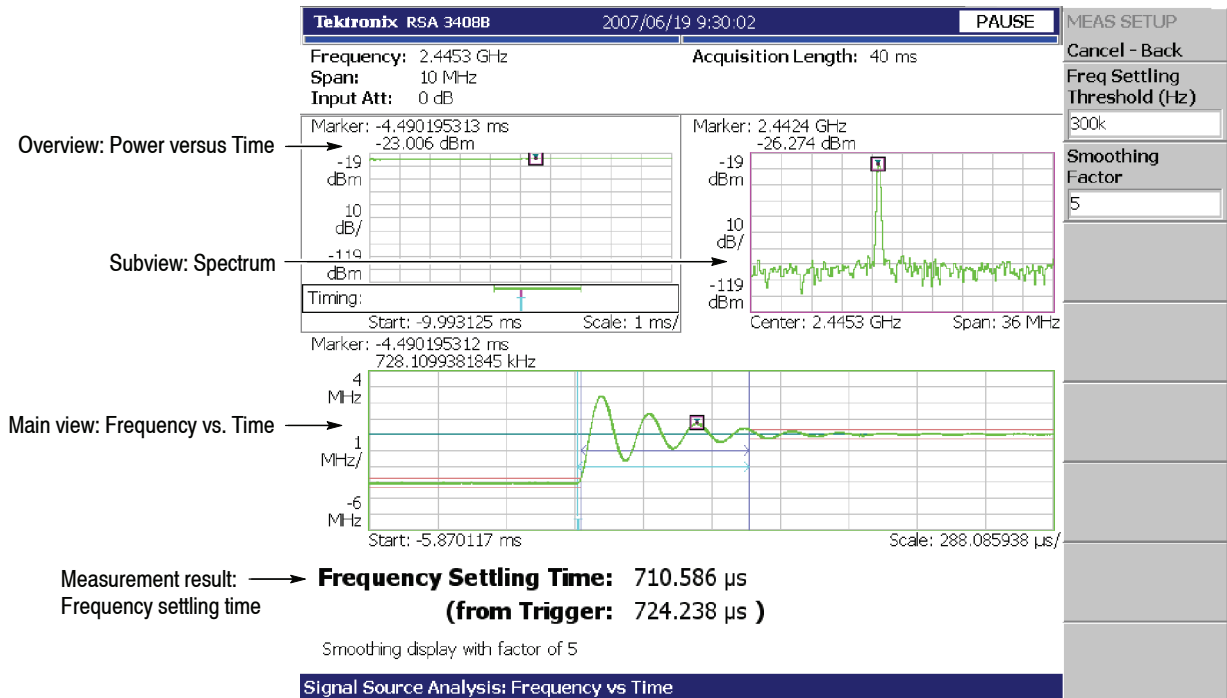 Tektronix RSA 3408B 2007/06/19 9:30:02 PAUSE
MEAS SETUP
Cancel - Back
Freq Settling
Threshold (Hz)
300k
Smoothing
Factor
5
Frequency: 2.4453 GHz Acquisition Length: 40 ms
Span: 10 MHz
Input Att: 0 dB
Overview: Power versus Time
Marker: -4.490195313 ms
-23.006 dBm
-19
dBm
10
dB/
-119
dBm
Timing:
Start: -9.993125 ms Scale: 1 ms/
Subview: Spectrum
Marker: 2.4424 GHz
-26.274 dBm
-19
dBm
10
dB/
-119
dBm
Center: 2.4453 GHz Span: 36 MHz
Main view: Frequency vs. Time
Marker: -4.490195312 ms
728.1099381845 kHz
4
MHz
1
MHz/
-6
MHz
Start: -5.870117 ms Scale: 288.085938 µs/
Measurement result:
Frequency settling time
Frequency Settling Time: 710.586 µs
(from Trigger: 724.238 µs )
Smoothing display with factor of 5
Signal Source Analysis: Frequency vs Time